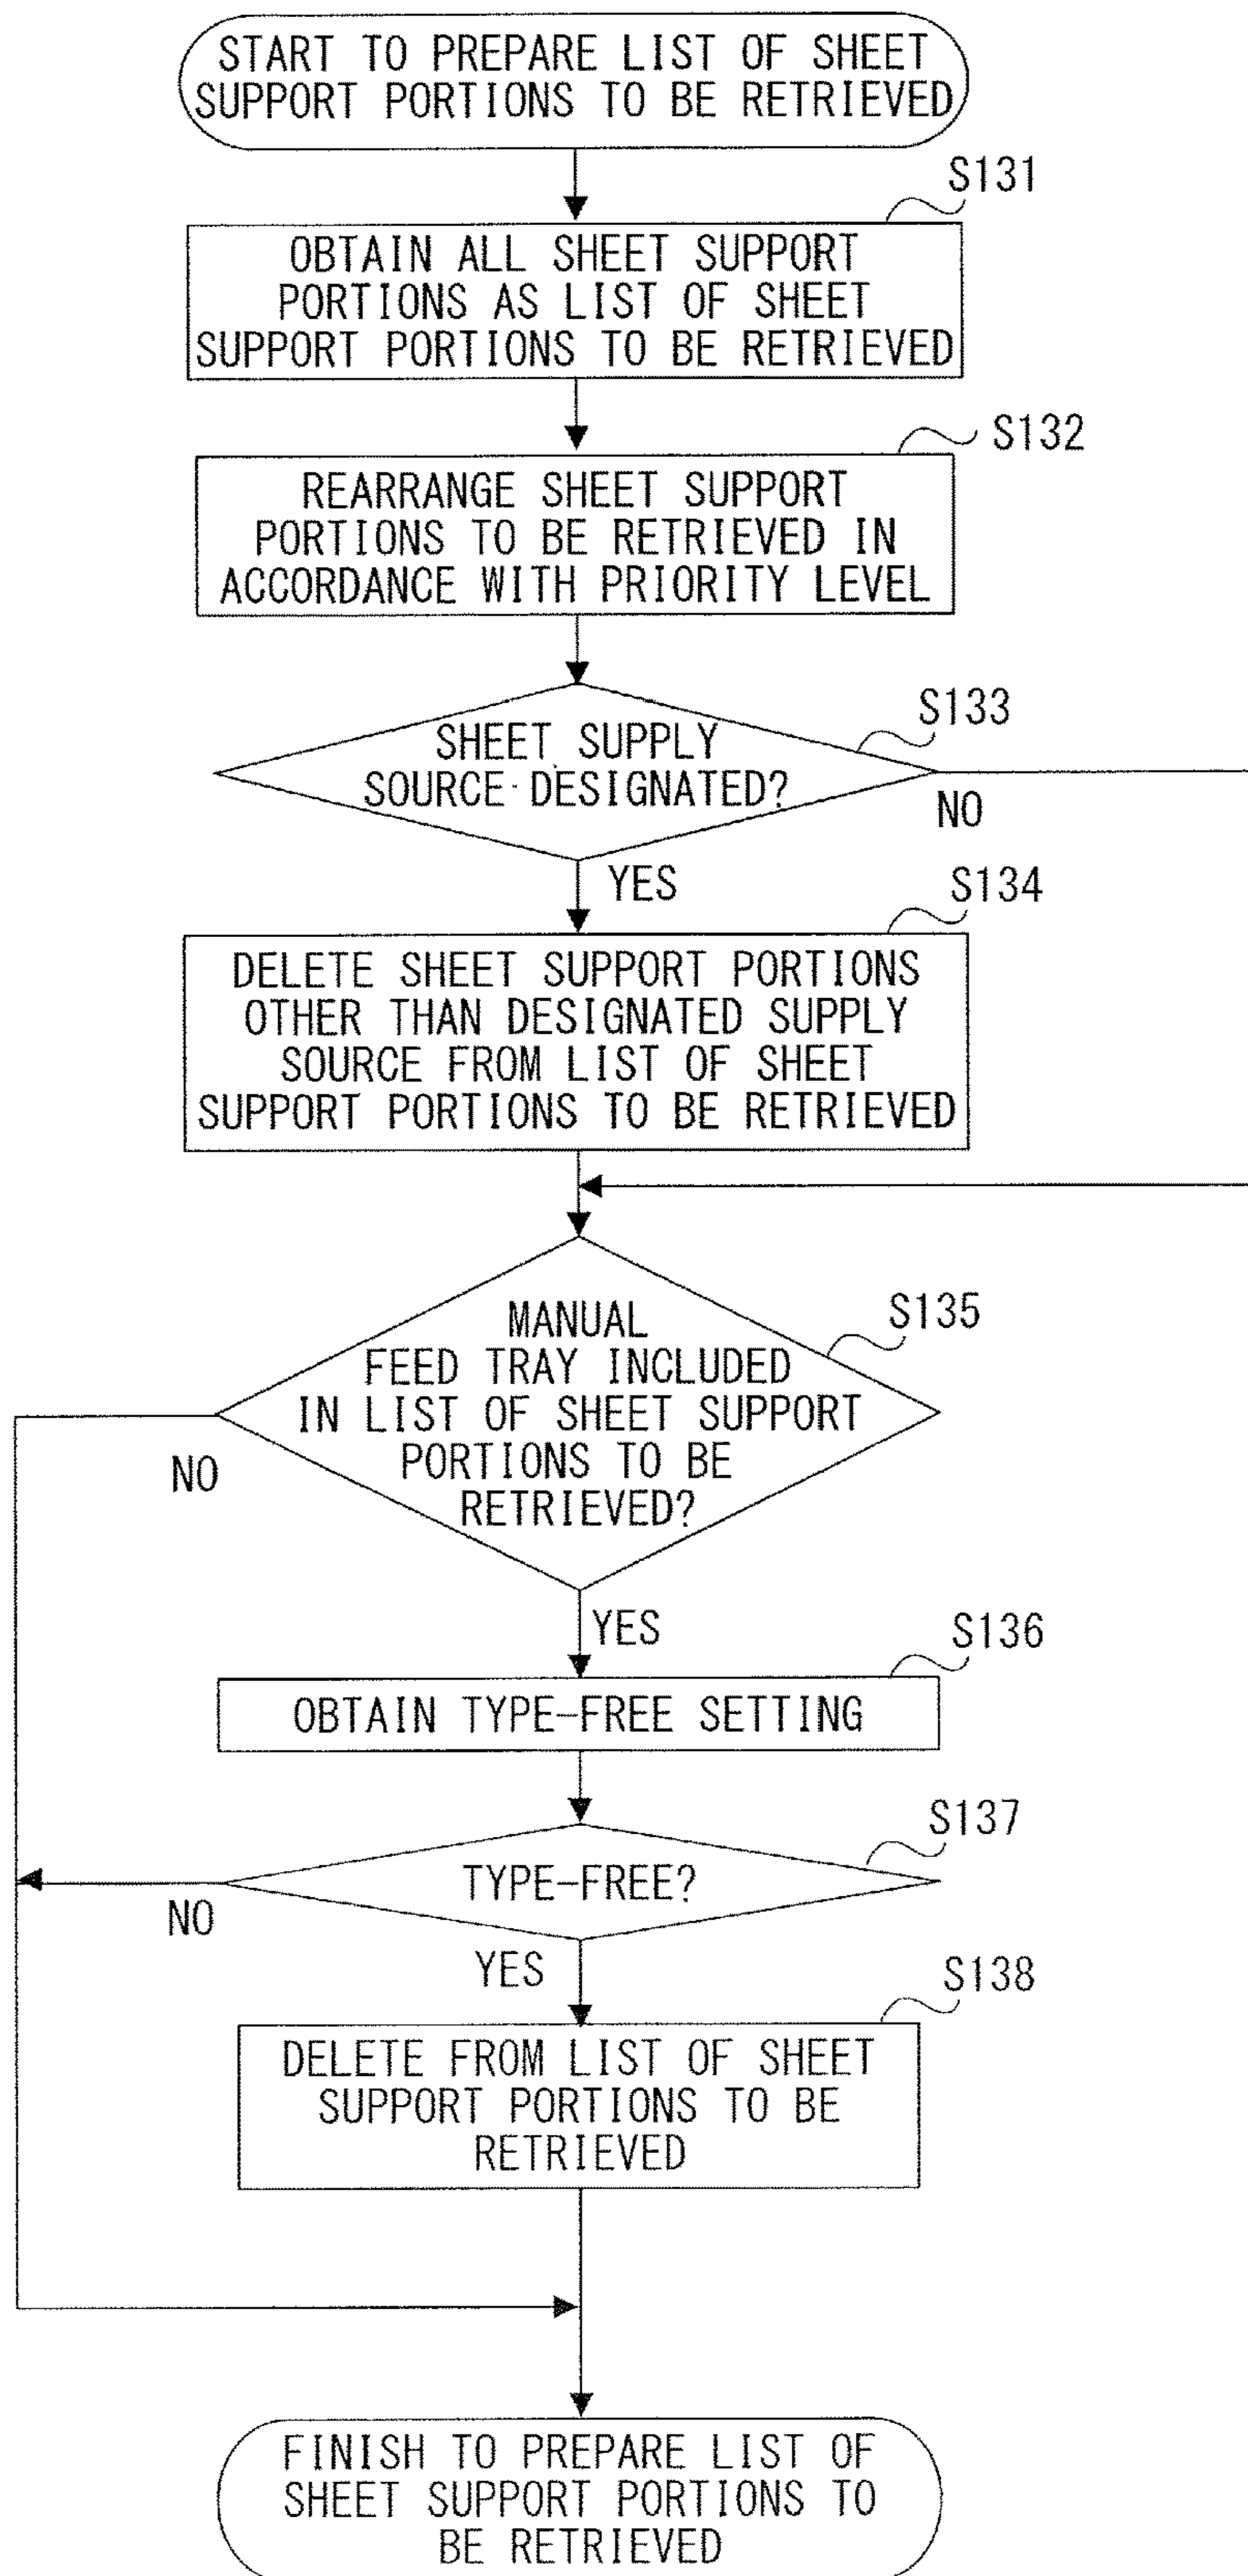 START TO PREPARE LIST OF SHEET
SUPPORT PORTIONS TO BE RETRIEVED
S131
OBTAIN ALL SHEET SUPPORT
PORTIONS AS LIST OF SHEET
SUPPORT PORTIONS TO BE RETRIEVED
S132
REARRANGE SHEET SUPPORT
PORTIONS TO BE RETRIEVED IN
ACCORDANCE WITH PRIORITY LEVEL
S133
SHEET SUPPLY
SOURCE DESIGNATED?
NO
YES
S134
DELETE SHEET SUPPORT PORTIONS
OTHER THAN DESIGNATED SUPPLY
SOURCE FROM LIST OF SHEET
SUPPORT PORTIONS TO BE RETRIEVED
S135
MANUAL
FEED TRAY INCLUDED
IN LIST OF SHEET SUPPORT
PORTIONS TO BE
RETRIEVED?
NO
YES
S136
OBTAIN TYPE-FREE SETTING
S137
TYPE-FREE?
NO
YES
S138
DELETE FROM LIST OF SHEET
SUPPORT PORTIONS TO BE
RETRIEVED
FINISH TO PREPARE LIST OF
SHEET SUPPORT PORTIONS TO
BE RETRIEVED